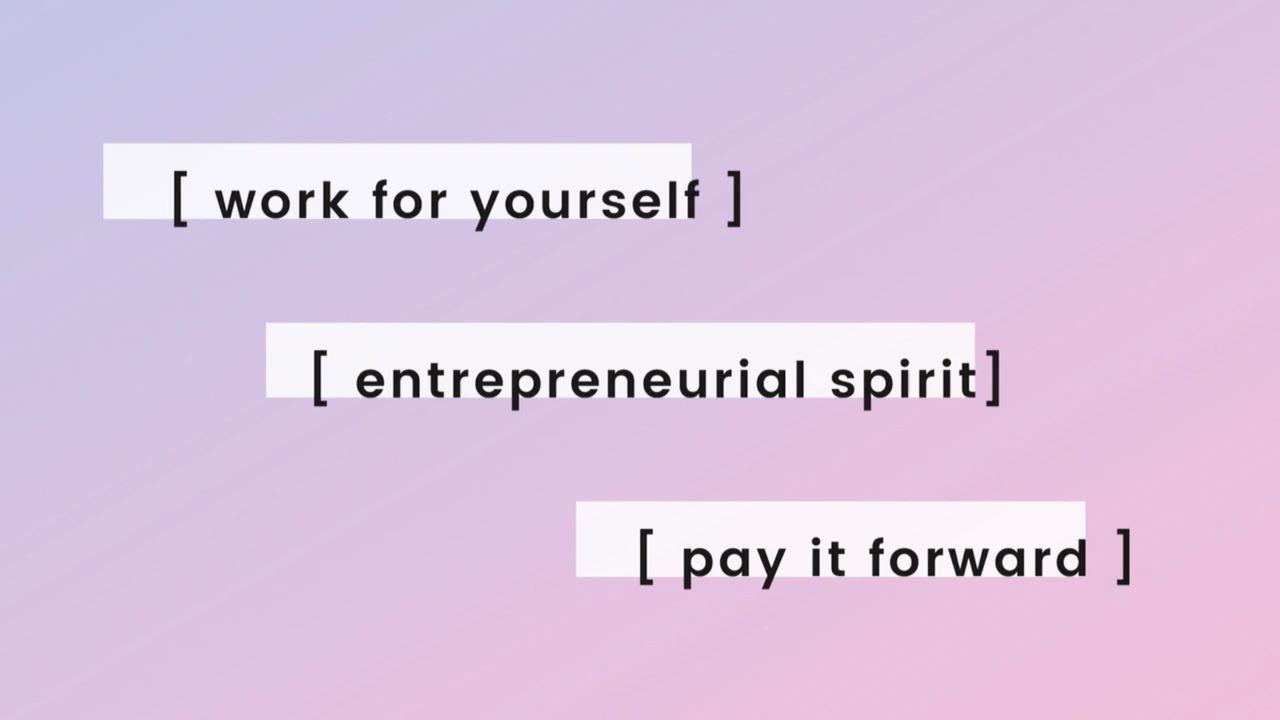 [ work for yourself ]
[ entrepreneurial spirit]
[ pay it forward ]